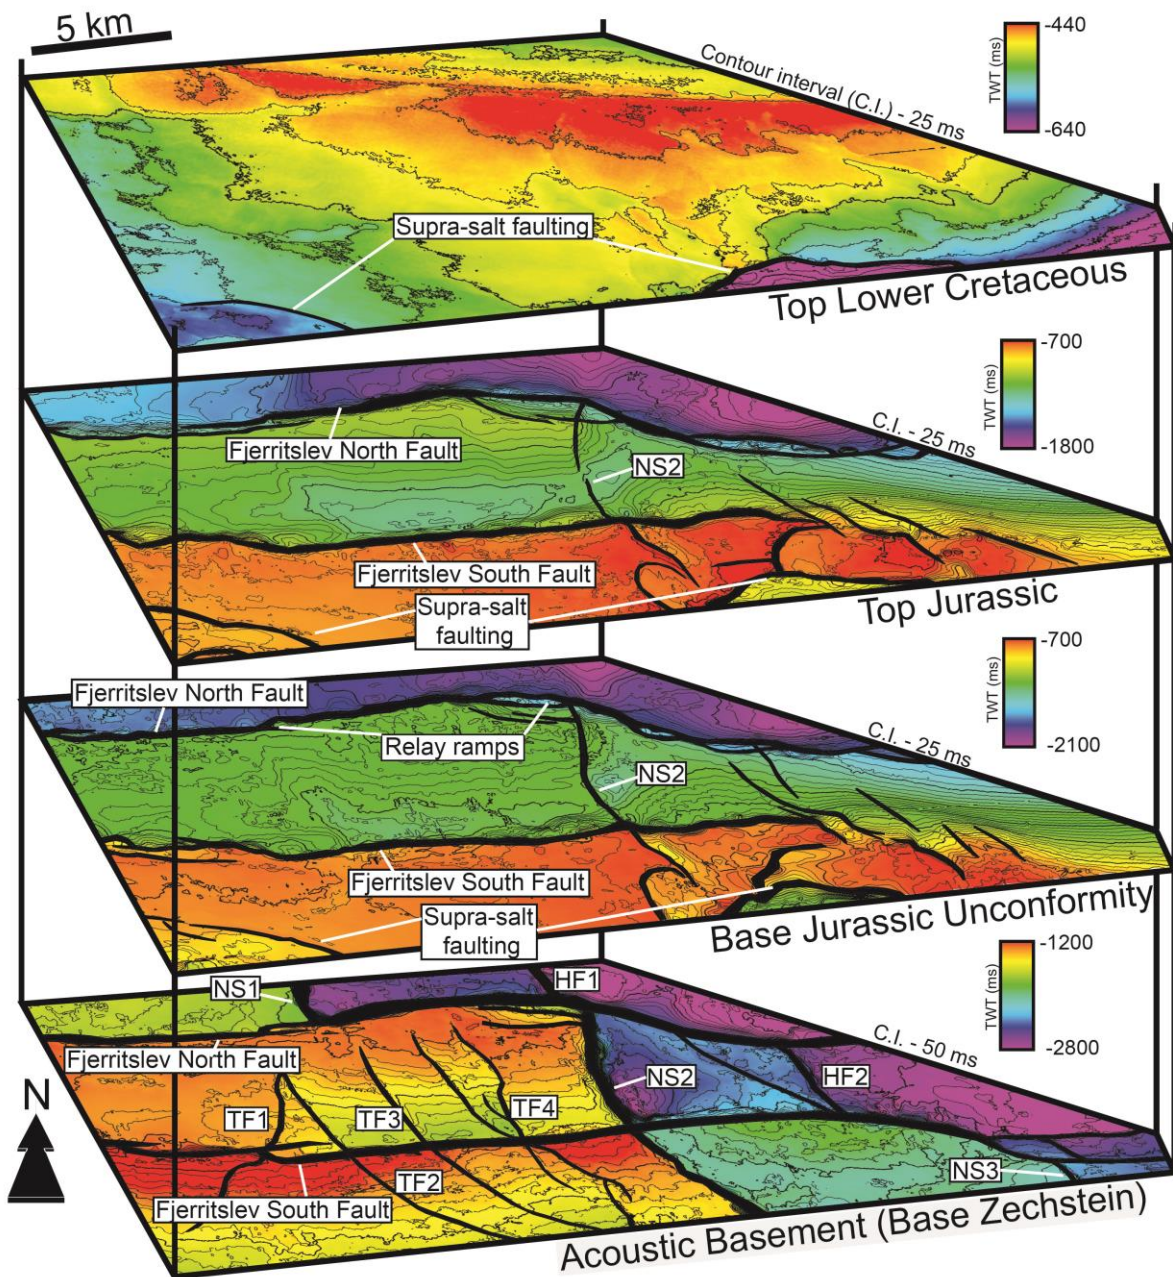 5 km
Contour interval (C.I.) - 25 ms
TWT (ms)
-440
-640
Supra-salt faulting
Top Lower Cretaceous
TWT (ms)
-700
-1800
C.I. - 25 ms
Fjerritslev North Fault
NS2
Fjerritslev South Fault
Supra-salt
faulting
Top Jurassic
TWT (ms)
-700
-2100
C.I. - 25 ms
Fjerritslev North Fault
Relay ramps
NS2
Fjerritslev South Fault
Supra-salt
faulting
Base Jurassic Unconformity
TWT (ms)
-1200
-2800
C.I. - 50 ms
NS1
HF1
Fjerritslev North Fault
NS2
HF2
TF1
TF3
TF4
TF2
NS3
Fjerritslev South Fault
N
Acoustic Basement (Base Zechstein)